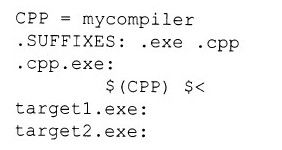 CPP = mycompiler
.SUFFIXES: .exe .cpp
.cpp.exe:
        $(CPP) $<
target1.exe:
target2.exe: